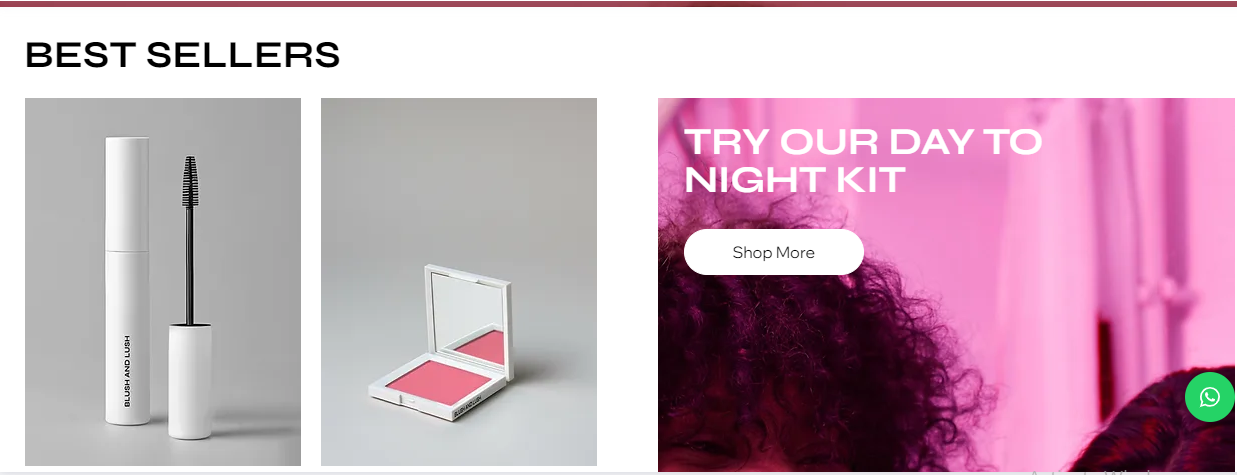 BEST SELLERS
TRY OUR DAY TO
NIGHT KIT
Shop More
BLUSH AND LUSH
BLUSH AND LUSH